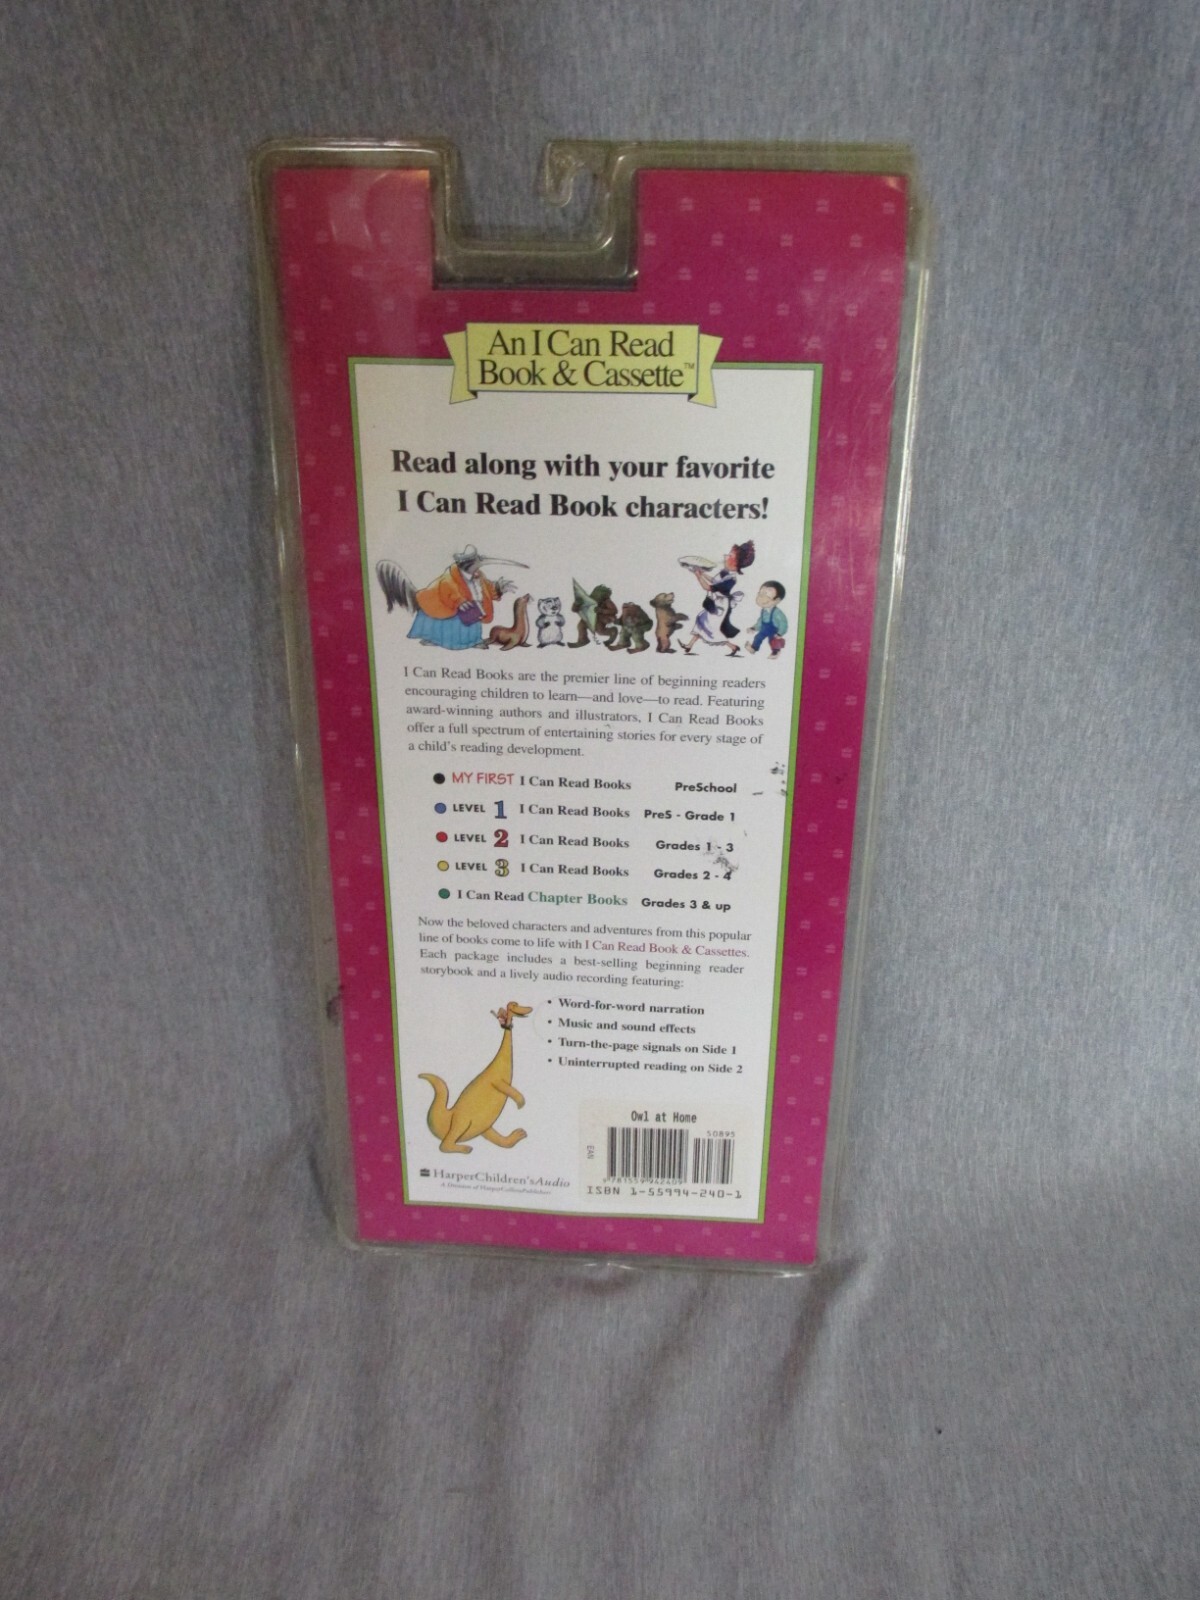 An I Can Read
Book & Cassette™
Read along with your favorite
I Can Read Book characters!
I Can Read Books are the premier line of beginning readers
encouraging children to learn—and love—to read. Featuring
award-winning authors and illustrators, I Can Read Books
offer a full spectrum of entertaining stories for every stage of
a child's reading development.
MY FIRST I Can Read Books PreSchool
LEVEL 1 I Can Read Books PreS - Grade 1
LEVEL 2 I Can Read Books Grades 1 - 3
LEVEL 3 I Can Read Books Grades 2 - 4
I Can Read Chapter Books Grades 3 & up
Now the beloved characters and adventures from this popular
line of books come to life with I Can Read Book & Cassettes.
Each package includes a best-selling beginning reader
storybook and a lively audio recording featuring:
• Word-for-word narration
• Music and sound effects
• Turn-the-page signals on Side 1
• Uninterrupted reading on Side 2
Owl at Home
50895
EAN
9 781559 942409
ISBN 1-55994-240-1
HarperChildren'sAudio
A Division of HarperCollinsPublishers